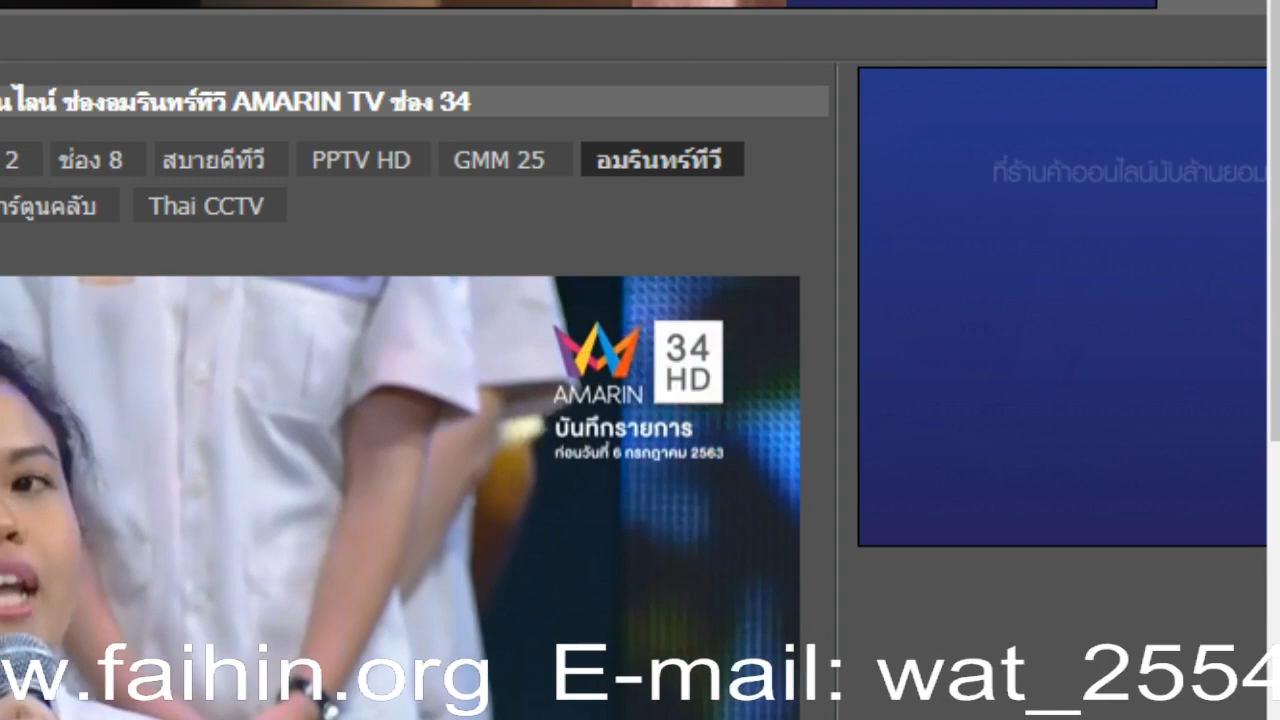 นไลน์ ช่องอมรินทร์ทีวี AMARIN TV ช่อง 34
2 ช่อง 8 สบายดีทีวี PPTV HD GMM 25 อมรินทร์ทีวี
าร์ตูนคลับ Thai CCTV
ที่ร้านค้าออนไลน์นับล้านยอม
34
HD
AMARIN
บันทึกรายการ
ก่อนวันที่ 6 กรกฎาคม 2563
w.faihin.org E-mail: wat_2554